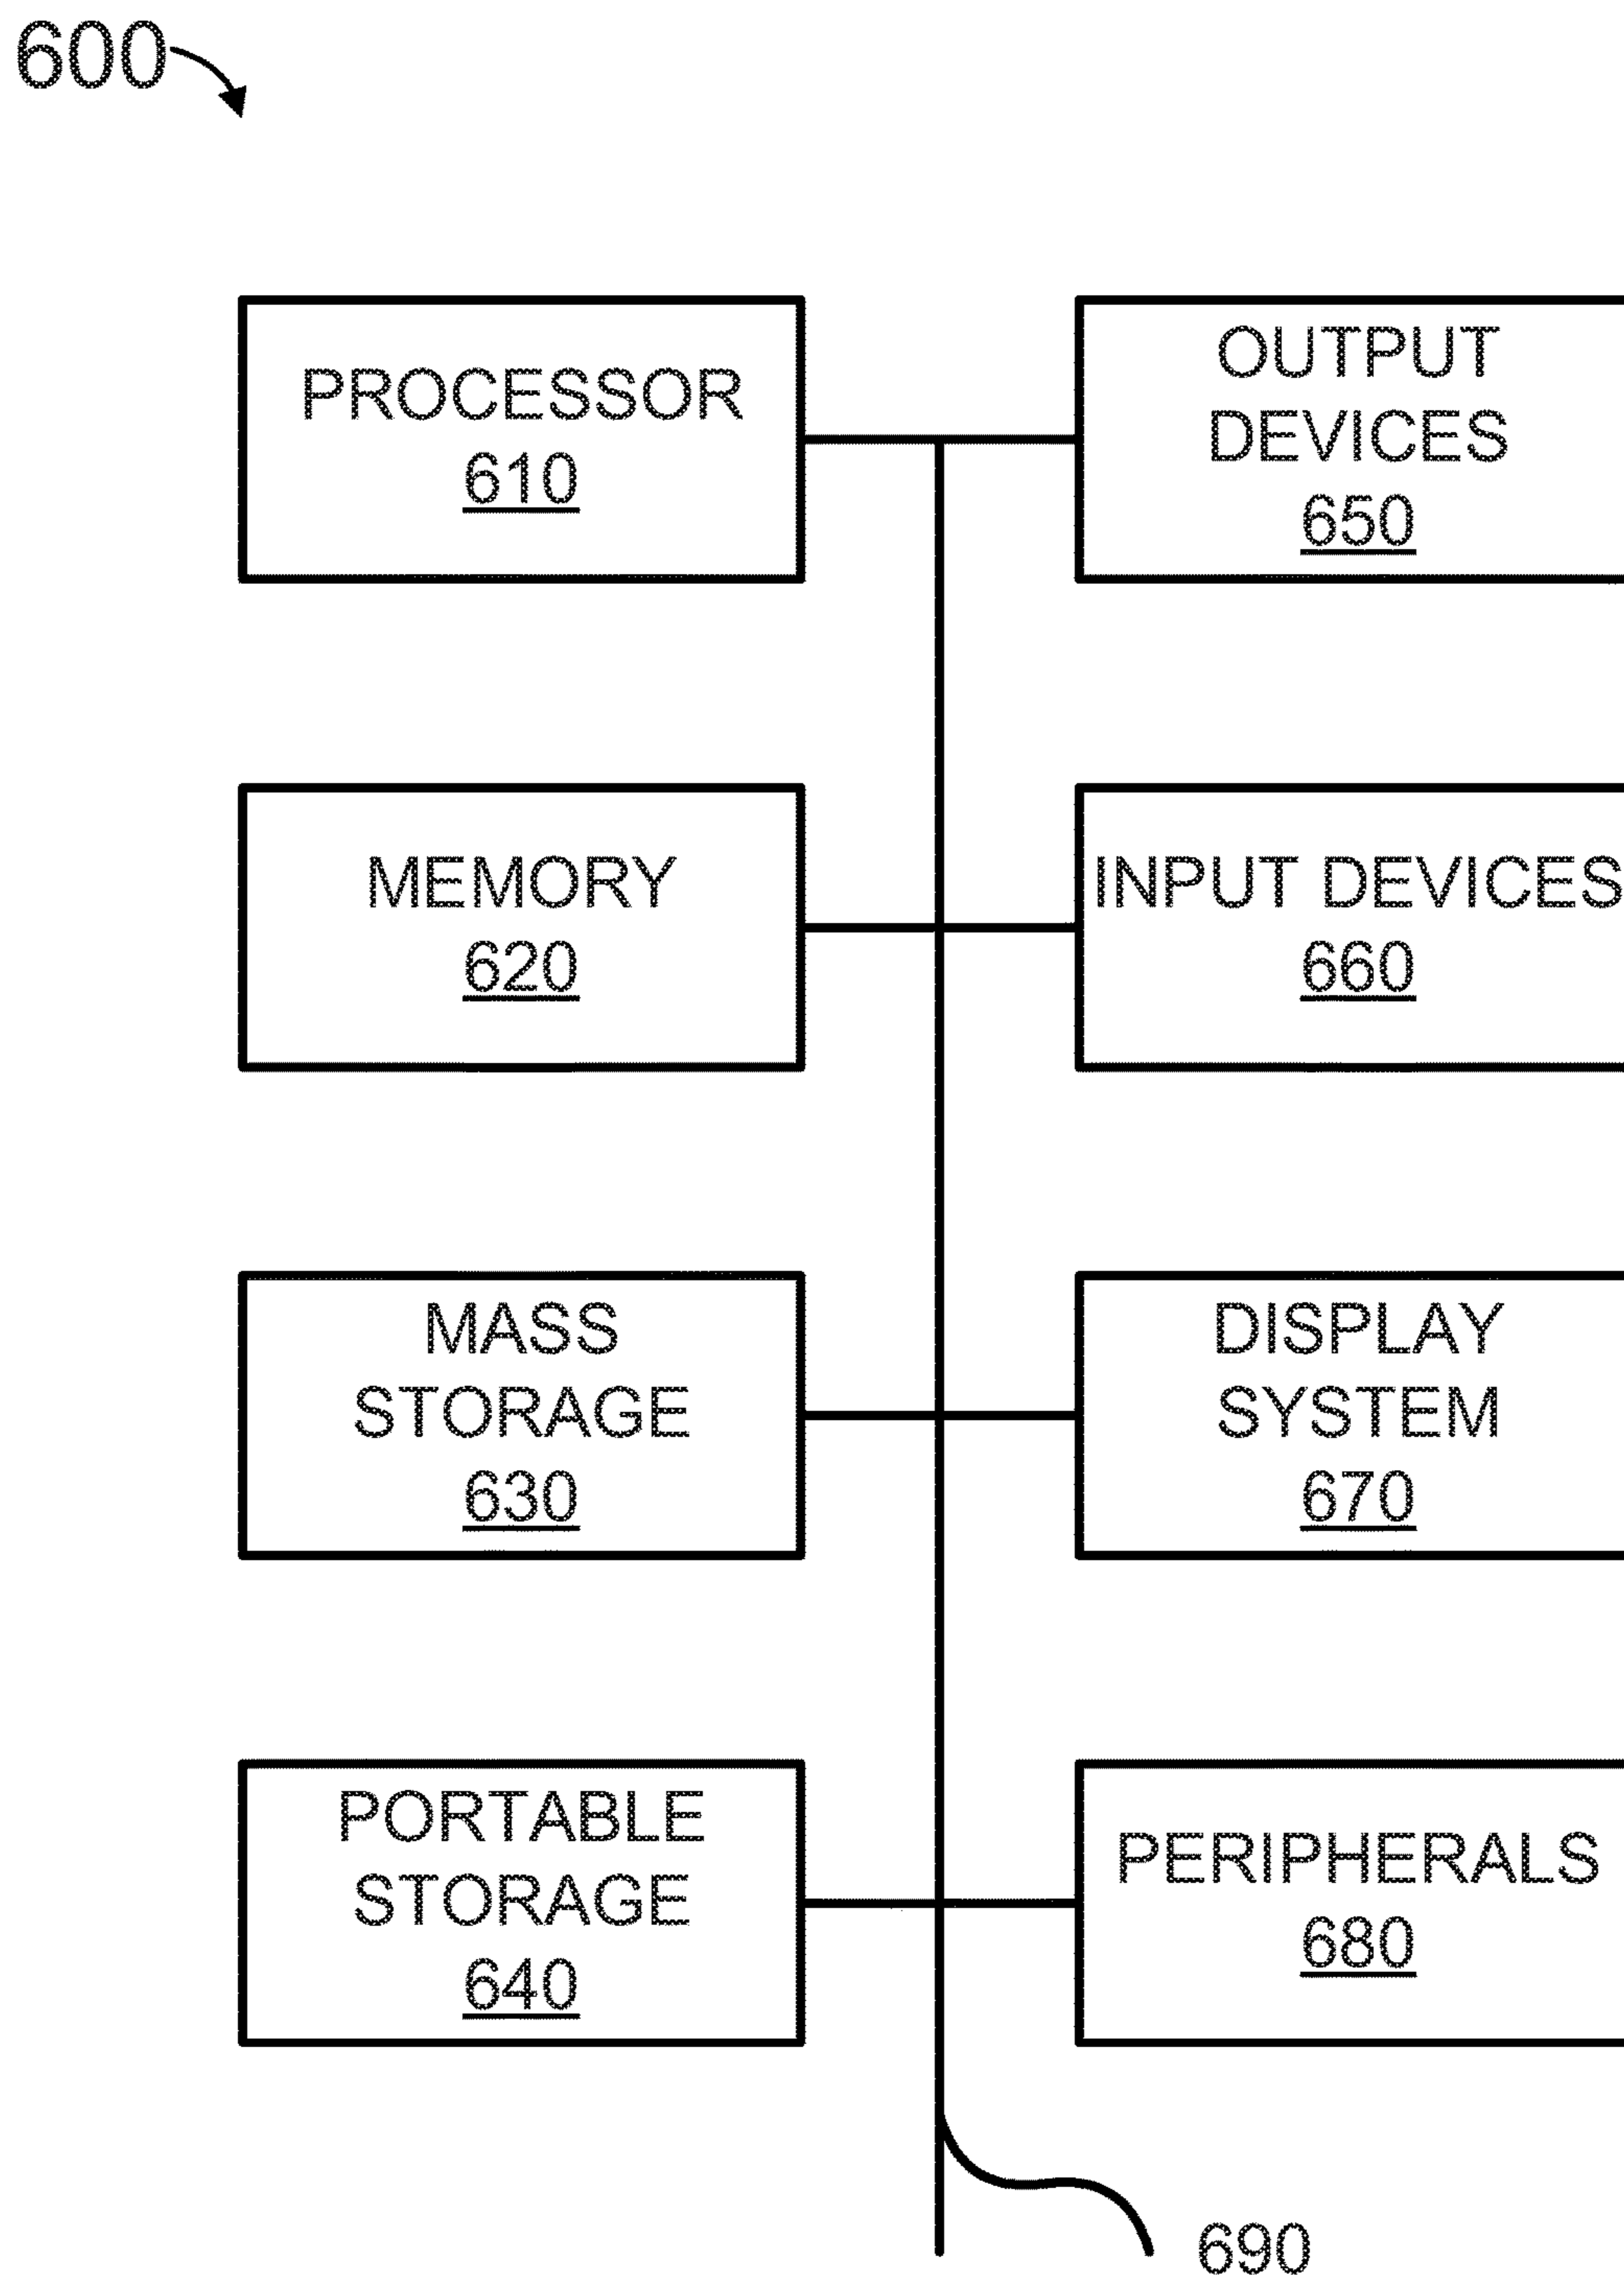 600
PROCESSOR
610
OUTPUT
DEVICES
650
MEMORY
620
INPUT DEVICES
660
MASS
STORAGE
630
DISPLAY
SYSTEM
670
PORTABLE
STORAGE
640
PERIPHERALS
680
690